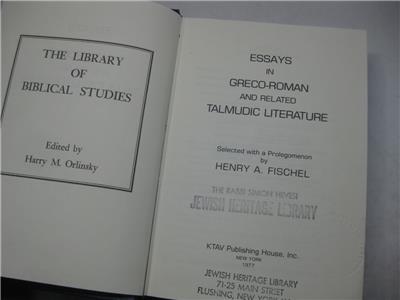 THE LIBRARY
OF
BIBLICAL STUDIES
Edited by
Harry M. Orlinsky
ESSAYS
IN
GRECO-ROMAN
AND RELATED
TALMUDIC LITERATURE
Selected with a Prolegomenon
by
HENRY A. FISCHEL
THE RABBI SIMON HEVESI
JEWISH HERITAGE LIBRARY
KTAV Publishing House, Inc.
NEW YORK
1977
JEWISH HERITAGE LIBRARY
71-25 MAIN STREET
FLUSHING, NEW YORK